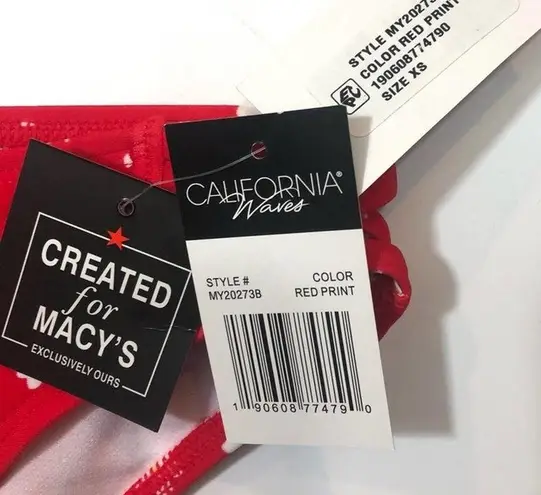 STYLE MY20273
COLOR RED PRINT
190608774790
SIZE XS
CALIFORNIA®
Waves
STYLE # COLOR
MY20273B RED PRINT
1 90608 77479 0
CREATED
for
MACY'S
EXCLUSIVELY OURS